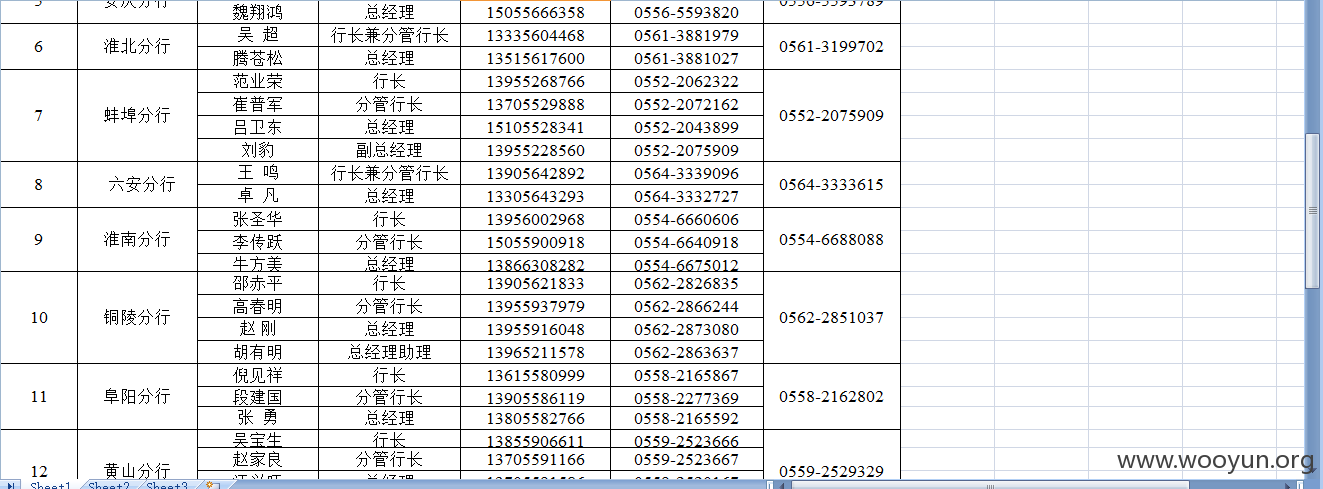 魏翔鸿 总经理 15055666358 0556-5593820
6 淮北分行 吴 超 行长兼分管行长 13335604468 0561-3881979 0561-3199702
腾苍松 总经理 13515617600 0561-3881027
7 蚌埠分行 范业荣 行长 13955268766 0552-2062322 0552-2075909
崔普军 分管行长 13705529888 0552-2072162
吕卫东 总经理 15105528341 0552-2043899
刘豹 副总经理 13955228560 0552-2075909
8 六安分行 王 鸣 行长兼分管行长 13905642892 0564-3339096 0564-3333615
卓 凡 总经理 13305643293 0564-3332727
9 淮南分行 张圣华 行长 13956002968 0554-6660606 0554-6688088
李传跃 分管行长 15055900918 0554-6640918
牛方美 总经理 13866308282 0554-6675012
10 铜陵分行 邵赤平 行长 13905621833 0562-2826835 0562-2851037
高春明 分管行长 13955937979 0562-2866244
赵 刚 总经理 13955916048 0562-2873080
胡有明 总经理助理 13965211578 0562-2863637
11 阜阳分行 倪见祥 行长 13615580999 0558-2165867 0558-2162802
段建国 分管行长 13905586119 0558-2277369
张 勇 总经理 13805582766 0558-2165592
12 黄山分行 吴宝生 行长 13855906611 0559-2523666 0559-2529329
赵家良 分管行长 13705591166 0559-2523667
www.wooyun.org
Sheet1 Sheet2 Sheet3